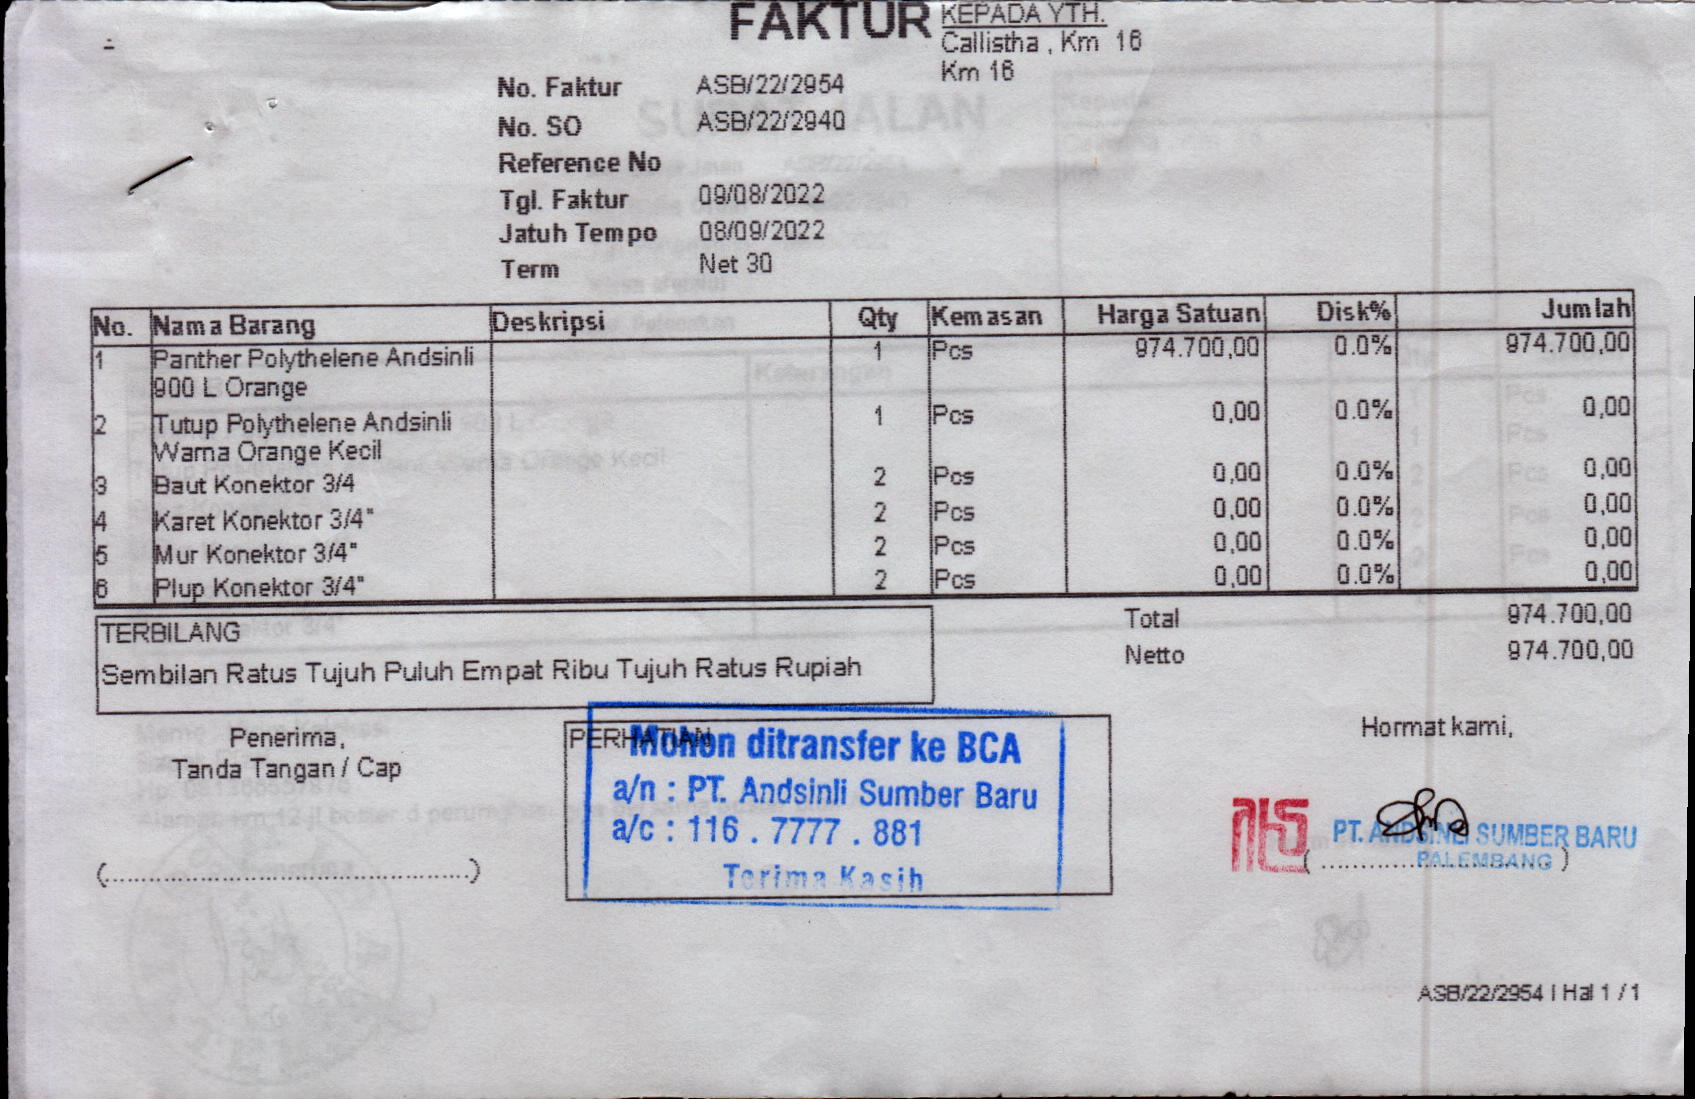 FAKTUR
KEPADA YTH.
Callistha , Km 16
Km 16
No. Faktur ASB/22/2954
No. SO ASB/22/2940
Reference No
Tgl. Faktur 09/08/2022
Jatuh Tempo 08/09/2022
Term Net 30
No. Nama Barang Deskripsi Qty Kemasan Harga Satuan Disk% Jumlah
1 Panther Polythelene Andsinli 1 Pcs 974.700,00 0.0% 974.700,00
900 L Orange
2 Tutup Polythelene Andsinli 1 Pcs 0,00 0.0% 0,00
Warna Orange Kecil
3 Baut Konektor 3/4 2 Pcs 0,00 0.0% 0,00
4 Karet Konektor 3/4" 2 Pcs 0,00 0.0% 0,00
5 Mur Konektor 3/4" 2 Pcs 0,00 0.0% 0,00
6 Plup Konektor 3/4" 2 Pcs 0,00 0.0% 0,00
Total 974.700,00
Netto 974.700,00
TERBILANG
Sembilan Ratus Tujuh Puluh Empat Ribu Tujuh Ratus Rupiah
Penerima,
Tanda Tangan / Cap
(................................................)
PERHATIAN
Mohon ditransfer ke BCA
a/n : PT. Andsinli Sumber Baru
a/c : 116 . 7777 . 881
Terima Kasih
Hormat kami,
PT. ANDSINLI SUMBER BARU
PALEMBANG
ASB/22/2954 | Hal 1 / 1